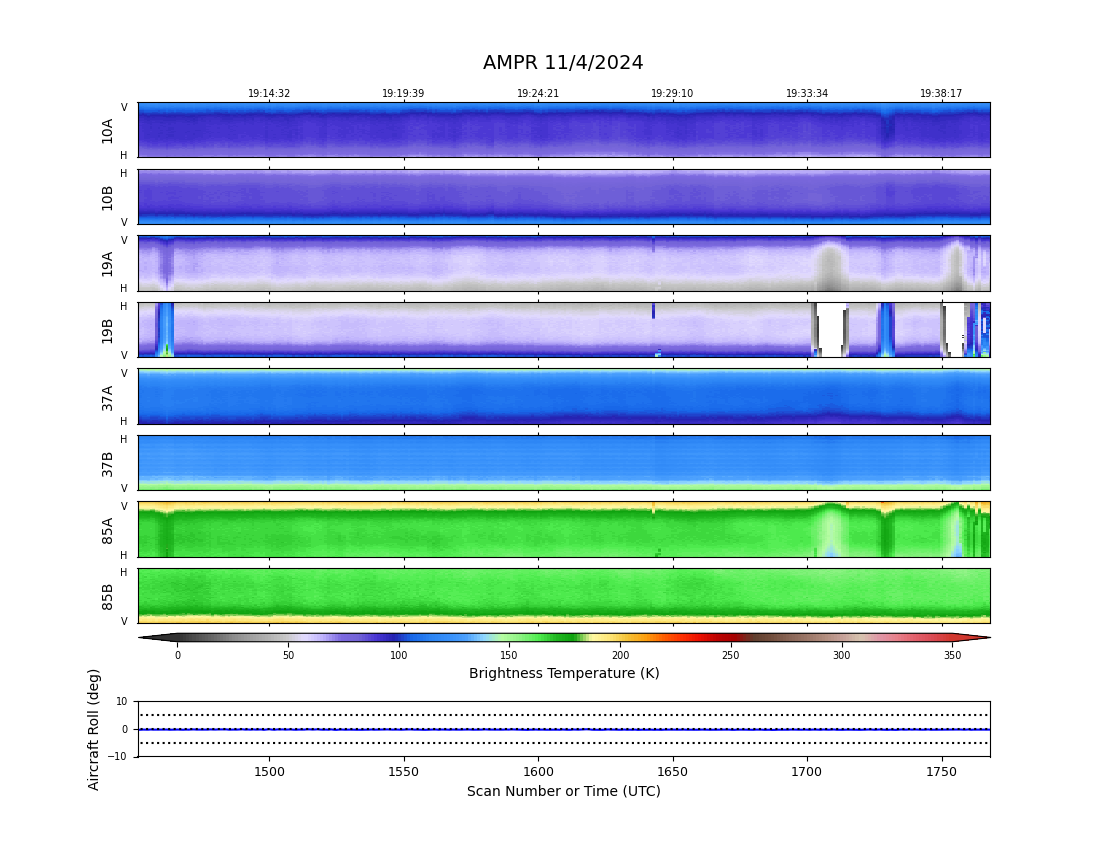 AMPR 11/4/2024
19:14:32 19:19:39 19:24:21 19:29:10 19:33:34 19:38:17
V
10A
H
H
10B
V
V
19A
H
H
19B
V
V
37A
H
H
37B
V
V
85A
H
H
85B
V
0 50 100 150 200 250 300 350
Brightness Temperature (K)
Aircraft Roll (deg)
10
0
−10
1500 1550 1600 1650 1700 1750
Scan Number or Time (UTC)